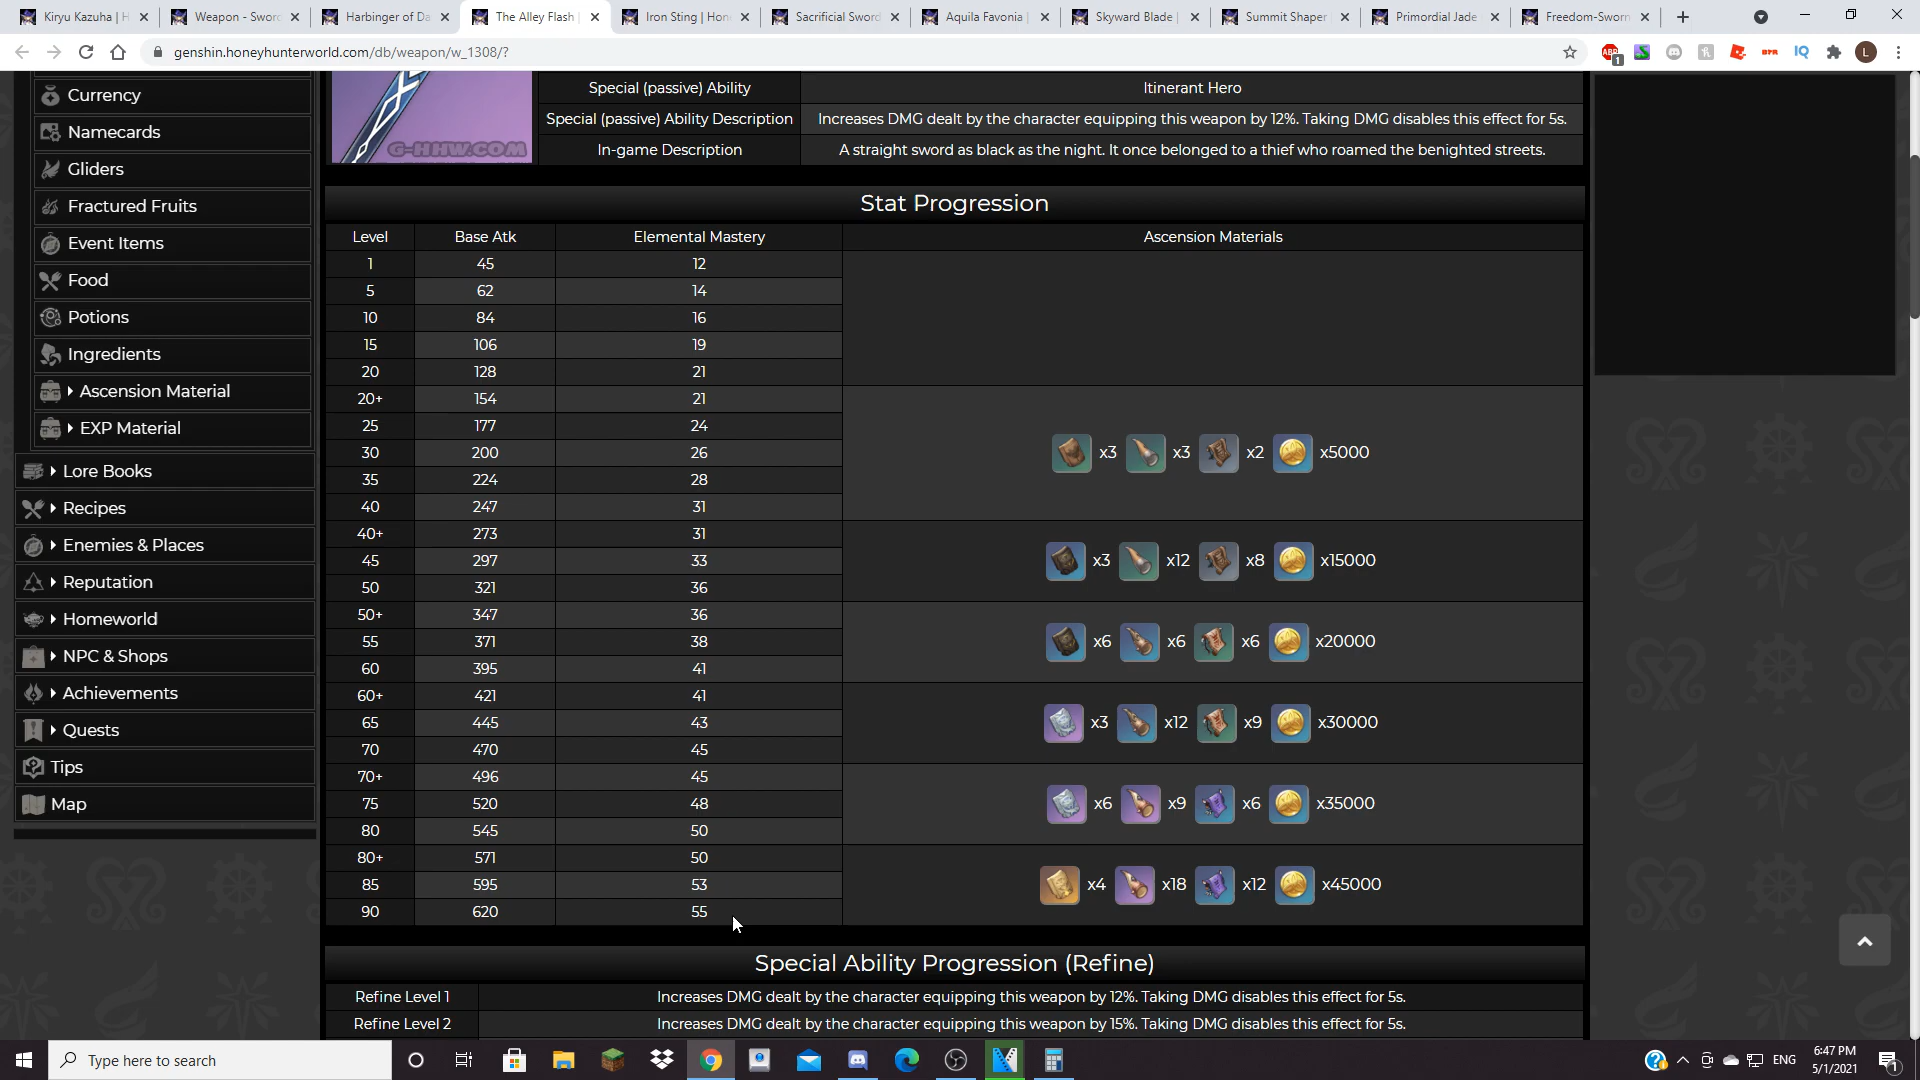 Kiryu Kazuha | H
Weapon - Sword
Harbinger of Da
The Alley Flash |
Iron Sting | Hon
Sacrificial Sword
Aquila Favonia |
Skyward Blade |
Summit Shaper
Primordial Jade
Freedom-Sworn
genshin.honeyhunterworld.com/db/weapon/w_1308/?
ABP
1
IQ
L
Currency
Namecards
Gliders
Fractured Fruits
Event Items
Food
Potions
Ingredients
Ascension Material
EXP Material
Lore Books
Recipes
Enemies & Places
Reputation
Homeworld
NPC & Shops
Achievements
Quests
Tips
Map
G-HHW.COM
Special (passive) Ability Itinerant Hero
Special (passive) Ability Description Increases DMG dealt by the character equipping this weapon by 12%. Taking DMG disables this effect for 5s.
In-game Description A straight sword as black as the night. It once belonged to a thief who roamed the benighted streets.
Stat Progression
Level Base Atk Elemental Mastery Ascension Materials
1 45 12
5 62 14
10 84 16
15 106 19
20 128 21
20+ 154 21
25 177 24
30 200 26 x3 x3 x2 x5000
35 224 28
40 247 31
40+ 273 31
45 297 33 x3 x12 x8 x15000
50 321 36
50+ 347 36
55 371 38 x6 x6 x6 x20000
60 395 41
60+ 421 41
65 445 43 x3 x12 x9 x30000
70 470 45
70+ 496 45
75 520 48 x6 x9 x6 x35000
80 545 50
80+ 571 50
85 595 53 x4 x18 x12 x45000
90 620 55
Special Ability Progression (Refine)
Refine Level 1 Increases DMG dealt by the character equipping this weapon by 12%. Taking DMG disables this effect for 5s.
Refine Level 2 Increases DMG dealt by the character equipping this weapon by 15%. Taking DMG disables this effect for 5s.
Type here to search
ENG
6:47 PM
5/1/2021
1